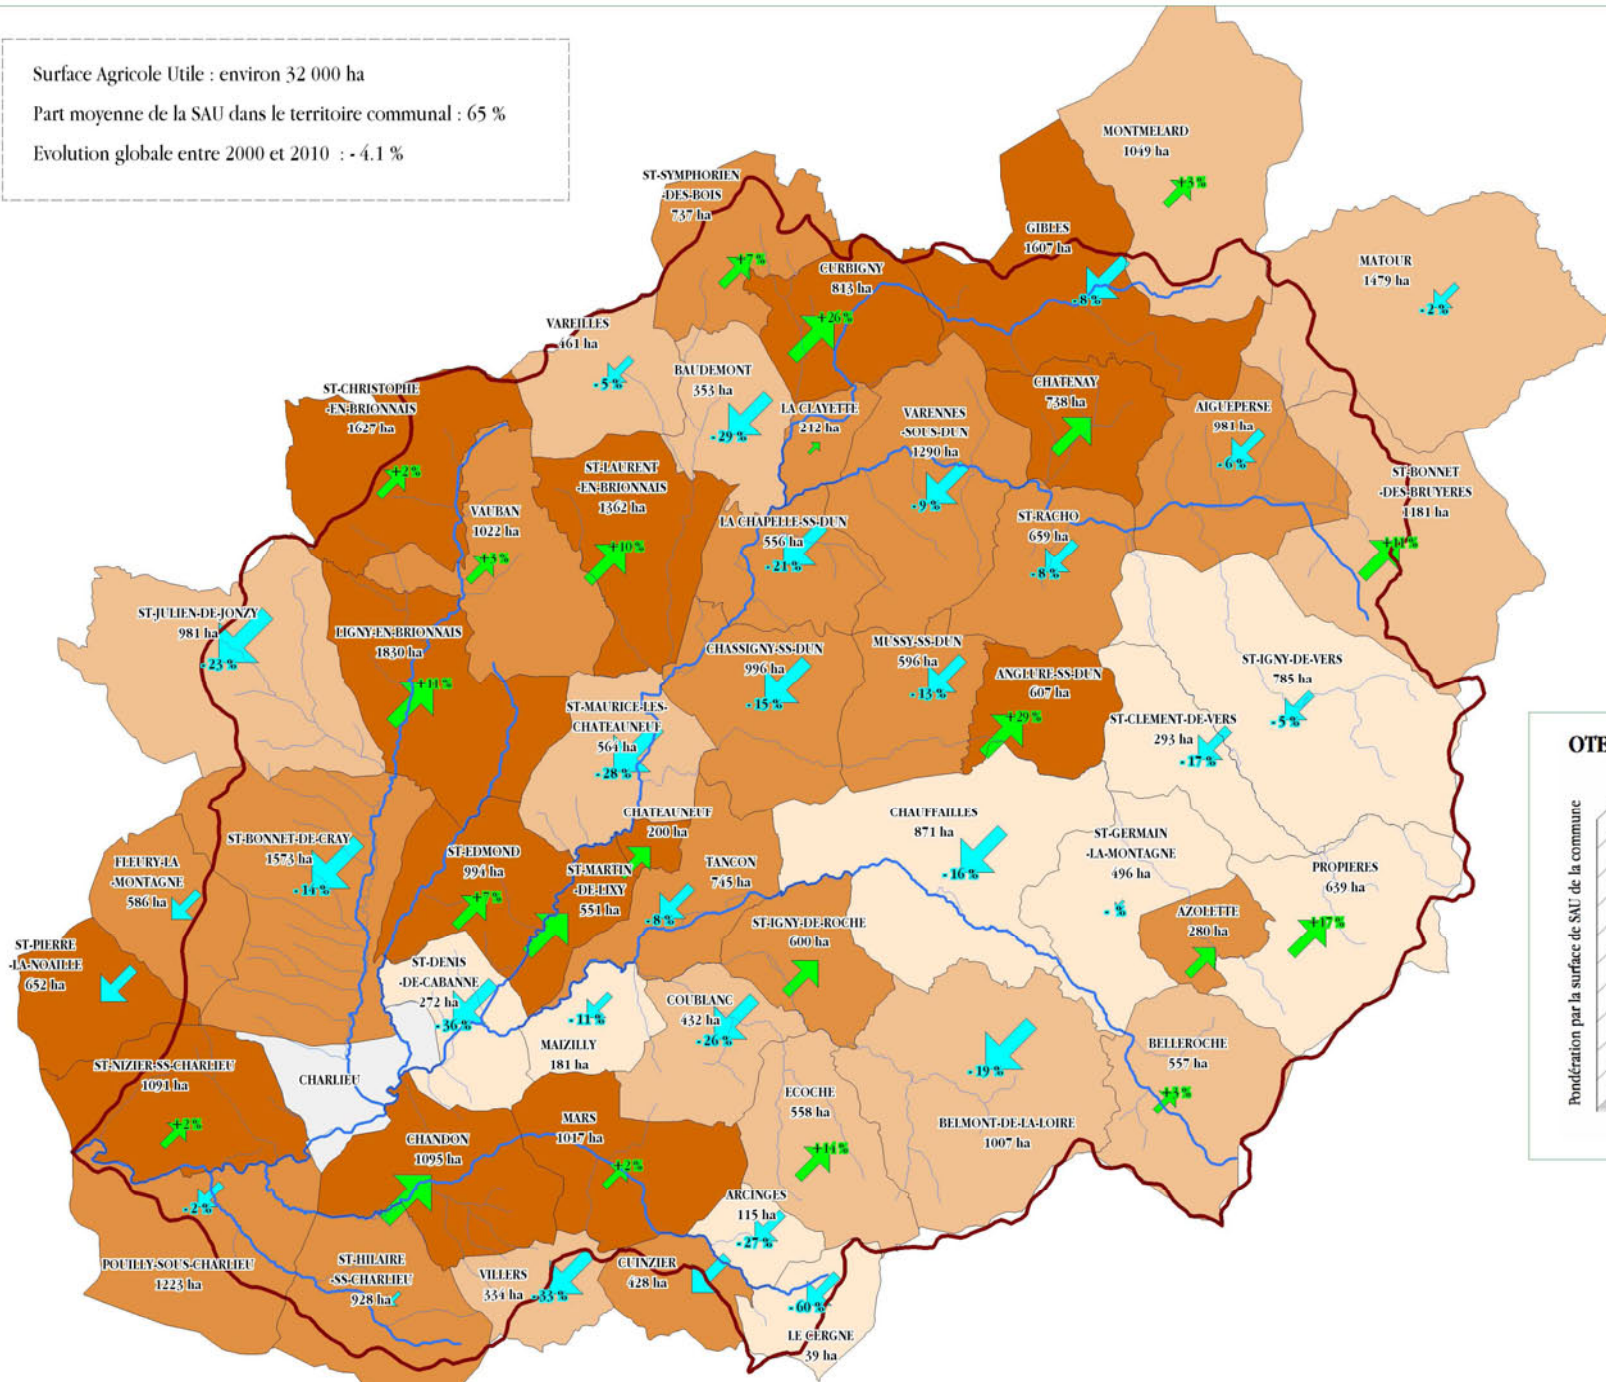 Surface Agricole Utile : environ 32 000 ha
Part moyenne de la SAU dans le territoire communal : 65 %
Evolution globale entre 2000 et 2010 : - 4.1 %
MONTMELARD
1049 ha
+3 %
ST-SYMPHORIEN
-DES-BOIS
737 ha
+7 %
GIBLES
1607 ha
- 8 %
MATOUR
1479 ha
- 2 %
CURBIGNY
813 ha
+26 %
VAREILLES
461 ha
- 5 %
BAUDEMONT
353 ha
- 29 %
ST-CHRISTOPHE
-EN-BRIONNAIS
1627 ha
+2 %
LA CLAYETTE
212 ha
VARENNES
-SOUS-DUN
1290 ha
- 9 %
CHATENAY
738 ha
AIGUEPERSE
981 ha
- 6 %
ST-LAURENT
-EN-BRIONNAIS
1362 ha
+10 %
VAUBAN
1022 ha
+3 %
LA CHAPELLE-SS-DUN
556 ha
- 21 %
ST-RACHO
659 ha
- 8 %
ST-BONNET
-DES-BRUYERES
1181 ha
+11 %
ST-JULIEN-DE-JONZY
981 ha
- 23 %
LIGNY-EN-BRIONNAIS
1830 ha
+11 %
CHASSIGNY-SS-DUN
996 ha
- 15 %
MUSSY-SS-DUN
596 ha
- 13 %
ANGLURE-SS-DUN
607 ha
+29 %
ST-IGNY-DE-VERS
785 ha
- 5 %
ST-MAURICE-LES-
CHATEAUNEUF
564 ha
- 28 %
ST-CLEMENT-DE-VERS
293 ha
- 17 %
OTE
Pondération par la surface de SAU de la commune
CHATEAUNEUF
200 ha
CHAUFFAILLES
871 ha
- 16 %
ST-GERMAIN
-LA-MONTAGNE
496 ha
- %
ST-BONNET-DE-CRAY
1573 ha
- 14 %
FLEURY-LA
-MONTAGNE
586 ha
ST-EDMOND
994 ha
+7 %
ST-MARTIN
-DE-LIXY
551 ha
TANCON
745 ha
- 8 %
PROPIERES
639 ha
+17 %
AZOLETTE
280 ha
ST-IGNY-DE-ROCHE
600 ha
ST-PIERRE
-LA-NOAILLE
652 ha
ST-DENIS
-DE-CABANNE
272 ha
- 36 %
COUBLANC
432 ha
- 26 %
- 11 %
MAIZILLY
181 ha
BELLEROCHE
557 ha
+3 %
ST-NIZIER-SS-CHARLIEU
1091 ha
+2 %
CHARLIEU
ECOCHE
558 ha
+14 %
- 19 %
BELMONT-DE-LA-LOIRE
1007 ha
MARS
1017 ha
+2 %
CHANDON
1095 ha
ARCINGES
115 ha
- 27 %
- 2 %
POUILLY-SOUS-CHARLIEU
1223 ha
ST-HILAIRE
-SS-CHARLIEU
928 ha
VILLERS
334 ha
- 33 %
CUINZIER
428 ha
- 60 %
LE CERGNE
39 ha